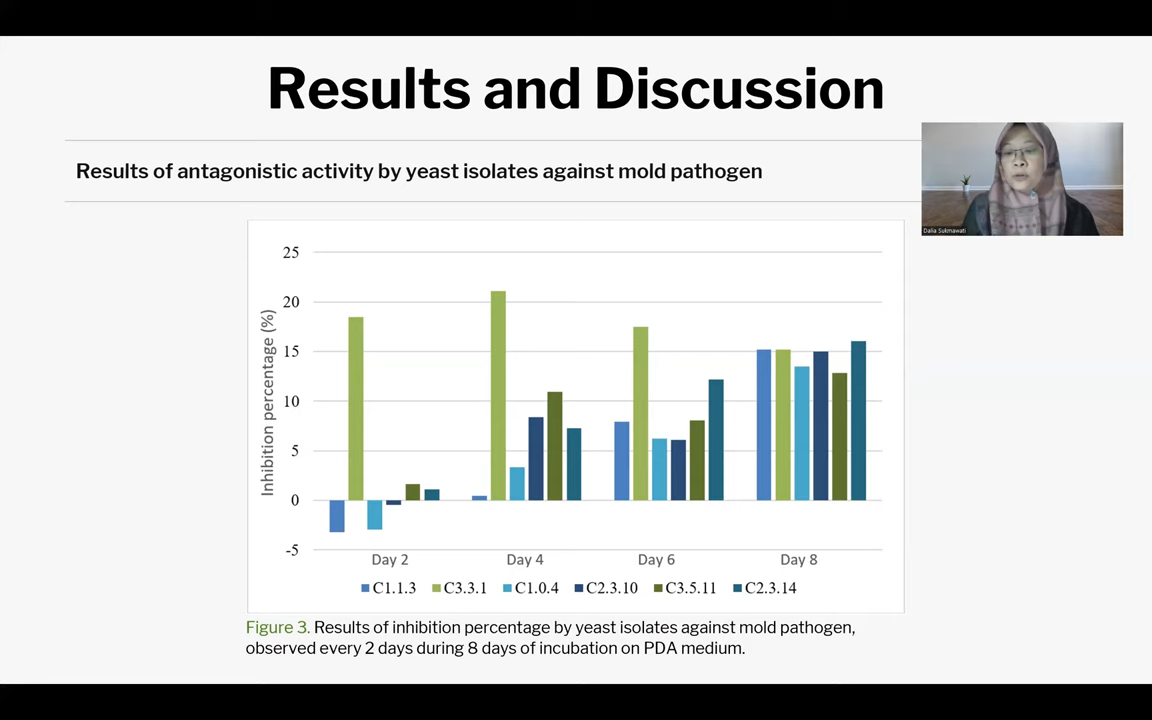 Results and Discussion
Results of antagonistic activity by yeast isolates against mold pathogen
Dalia Sukmawati
25
20
15
10
5
0
-5
Inhibition percentage (%)
Day 2 Day 4 Day 6 Day 8
C1.1.3 C3.3.1 C1.0.4 C2.3.10 C3.5.11 C2.3.14
Figure 3. Results of inhibition percentage by yeast isolates against mold pathogen,
observed every 2 days during 8 days of incubation on PDA medium.